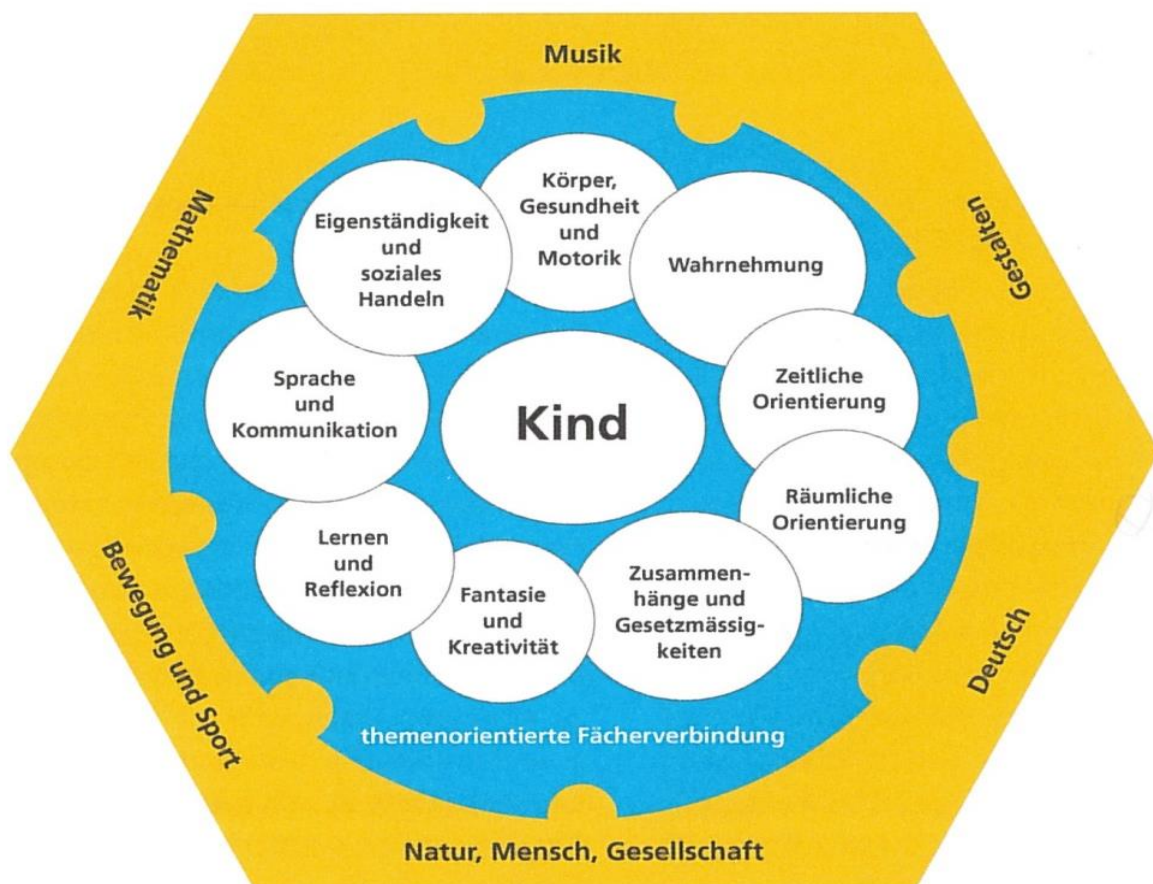 Musik
Mathematik
Gestalten
Körper,
Gesundheit
und
Motorik
Eigenständigkeit
und
soziales
Handeln
Wahrnehmung
Sprache
und
Kommunikation
Kind
Zeitliche
Orientierung
Räumliche
Orientierung
Lernen
und
Reflexion
Fantasie
und
Kreativität
Zusammen-
hänge und
Gesetzmässig-
keiten
Bewegung und Sport
Deutsch
themenorientierte Fächerverbindung
Natur, Mensch, Gesellschaft